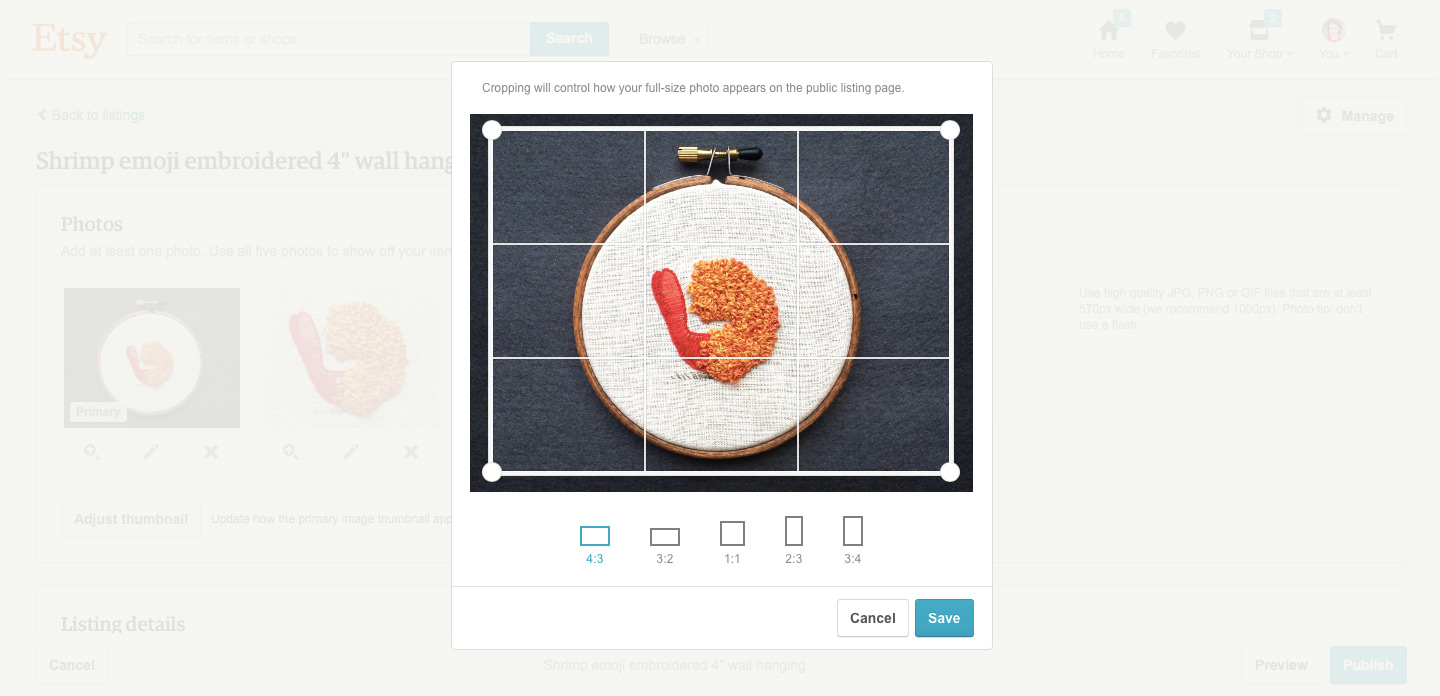 Etsy
Search for items or shops
Search
Browse
5
Home
Favorites
2
Your Shop
You
Cart
Cropping will control how your full-size photo appears on the public listing page.
Back to listings
Manage
Shrimp emoji embroidered 4" wall hang
Photos
Add at least one photo. Use all five photos to show off your item
Use high quality JPG, PNG or GIF files that are at least
570px wide (we recommend 1000px). Photo tip: don't
use a flash.
Primary
Adjust thumbnail
Update how the primary image thumbnail app
4:3
3:2
1:1
2:3
3:4
Cancel
Save
Listing details
Cancel
Shrimp emoji embroidered 4" wall hanging
Preview
Publish